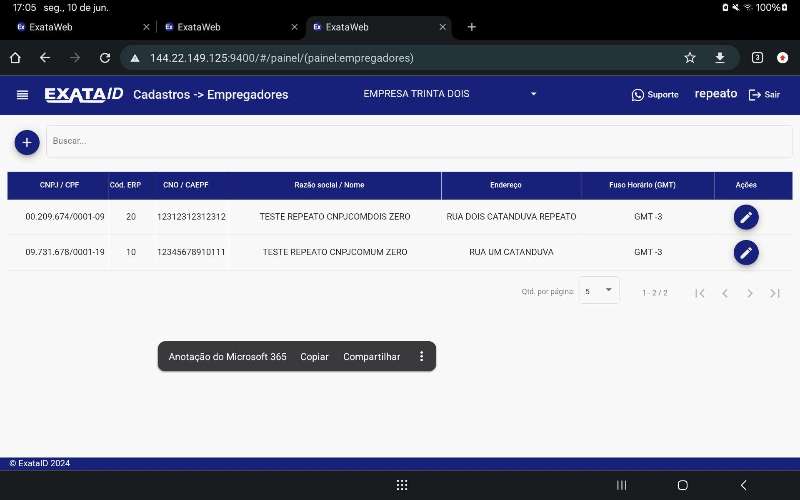 17:05 seg., 10 de jun. 100%
ExataWeb ExataWeb ExataWeb
144.22.149.125:9400/#/painel/(painel:empregadores) 3
EXATAID Cadastros -> Empregadores EMPRESA TRINTA DOIS Suporte repeato Sair
Buscar...
CNPJ / CPF Cód. ERP CNO / CAEPF Razão social / Nome Endereço Fuso Horário (GMT) Ações
00.209.674/0001-09 20 12312312312312 TESTE REPEATO CNPJCOMDOIS ZERO RUA DOIS CATANDUVA REPEATO GMT -3
09.731.678/0001-19 10 12345678910111 TESTE REPEATO CNPJCOMUM ZERO RUA UM CATANDUVA GMT -3
Qtd. por página: 5 1 - 2 / 2
Anotação do Microsoft 365 Copiar Compartilhar
© ExataID 2024